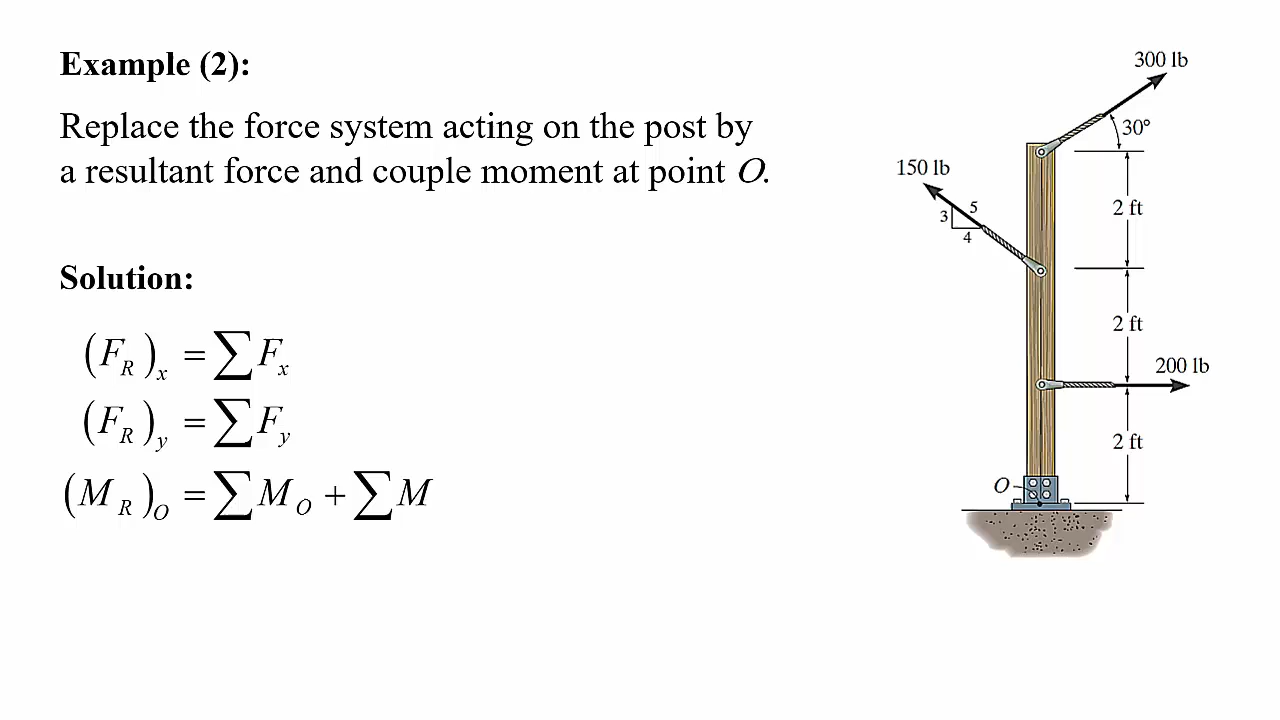 Example (2):
Replace the force system acting on the post by
a resultant force and couple moment at point O.
Solution:
(F_R)_x = ∑F_x
(F_R)_y = ∑F_y
(M_R)_O = ∑M_O + ∑M
300 lb
30°
150 lb
5
3
4
2 ft
2 ft
200 lb
2 ft
O